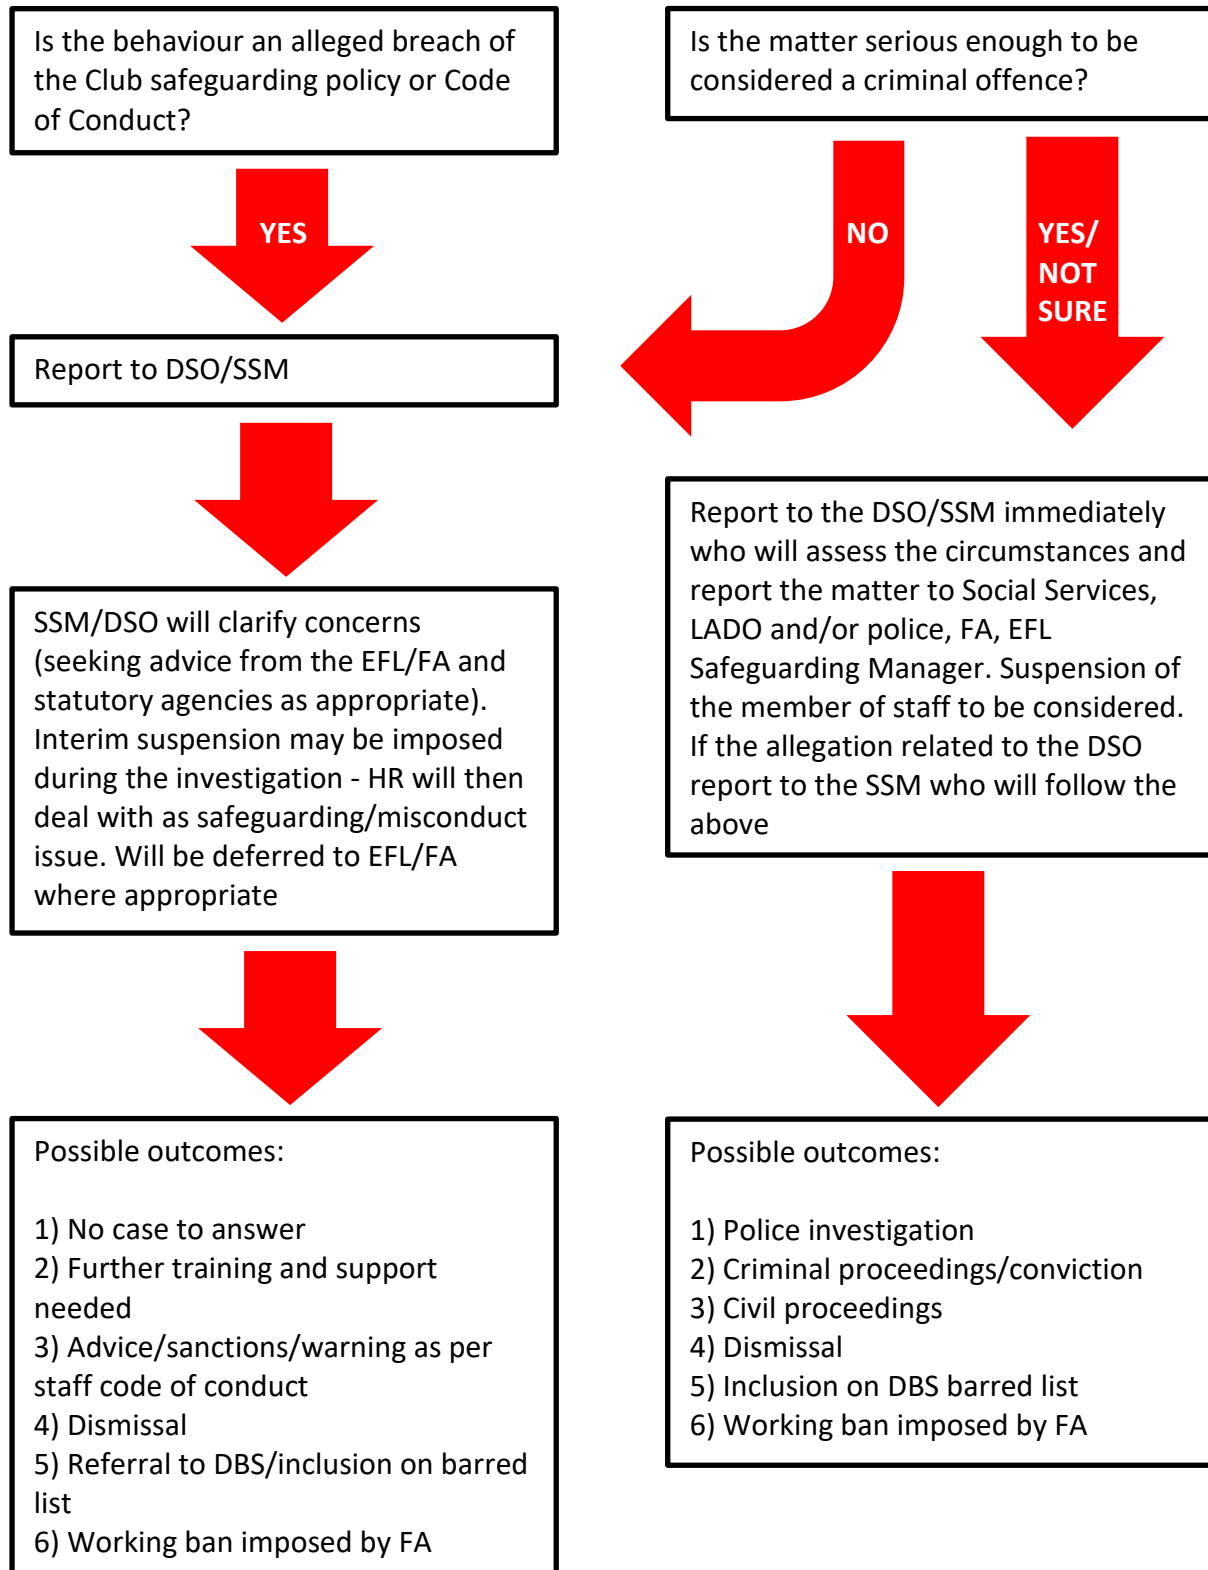 Is the behaviour an alleged breach of
the Club safeguarding policy or Code
of Conduct?
YES
Report to DSO/SSM
SSM/DSO will clarify concerns
(seeking advice from the EFL/FA and
statutory agencies as appropriate).
Interim suspension may be imposed
during the investigation - HR will then
deal with as safeguarding/misconduct
issue. Will be deferred to EFL/FA
where appropriate
Possible outcomes:
1) No case to answer
2) Further training and support
needed
3) Advice/sanctions/warning as per
staff code of conduct
4) Dismissal
5) Referral to DBS/inclusion on barred
list
6) Working ban imposed by FA
Is the matter serious enough to be
considered a criminal offence?
NO
YES/
NOT
SURE
Report to the DSO/SSM immediately
who will assess the circumstances and
report the matter to Social Services,
LADO and/or police, FA, EFL
Safeguarding Manager. Suspension of
the member of staff to be considered.
If the allegation related to the DSO
report to the SSM who will follow the
above
Possible outcomes:
1) Police investigation
2) Criminal proceedings/conviction
3) Civil proceedings
4) Dismissal
5) Inclusion on DBS barred list
6) Working ban imposed by FA